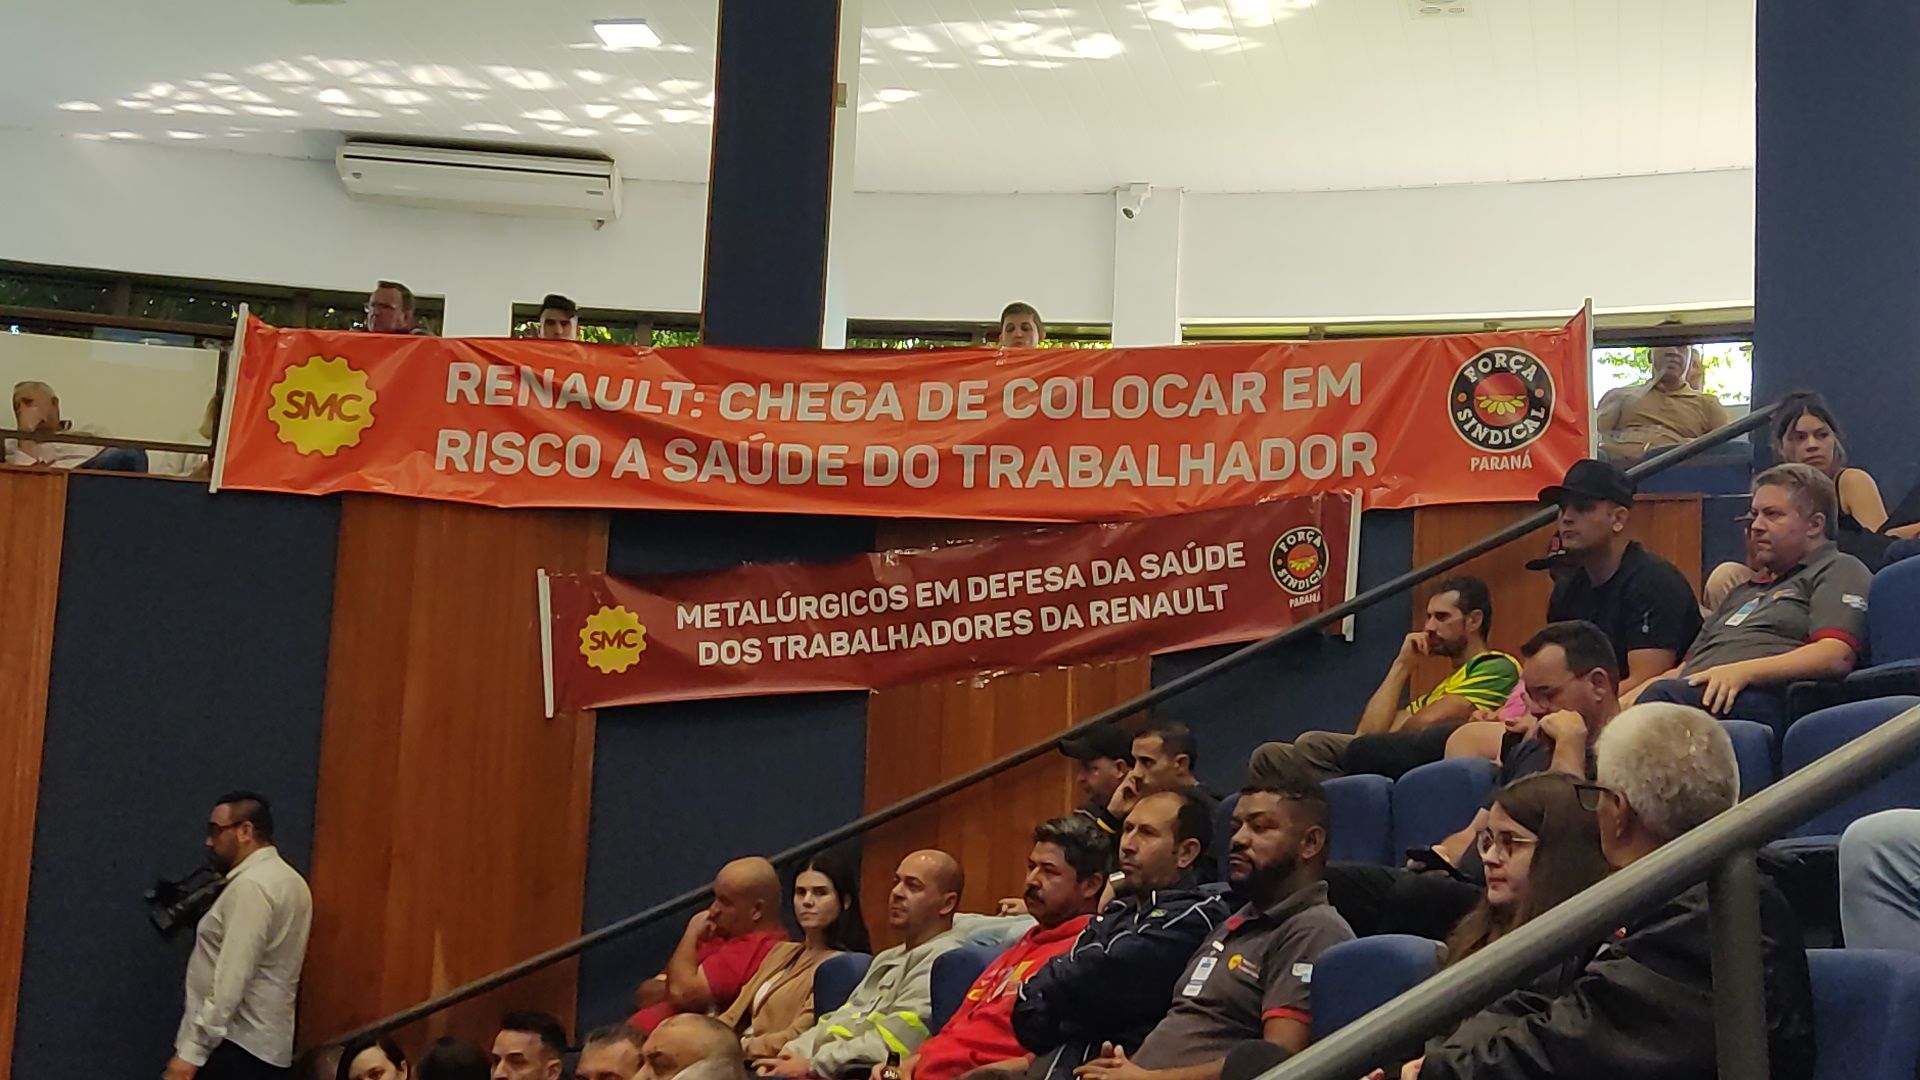 SMC
RENAULT: CHEGA DE COLOCAR EM
RISCO A SAÚDE DO TRABALHADOR
FORÇA
SINDICAL
PARANÁ
SMC
METALÚRGICOS EM DEFESA DA SAÚDE
DOS TRABALHADORES DA RENAULT
FORÇA
SINDICAL
PARANÁ